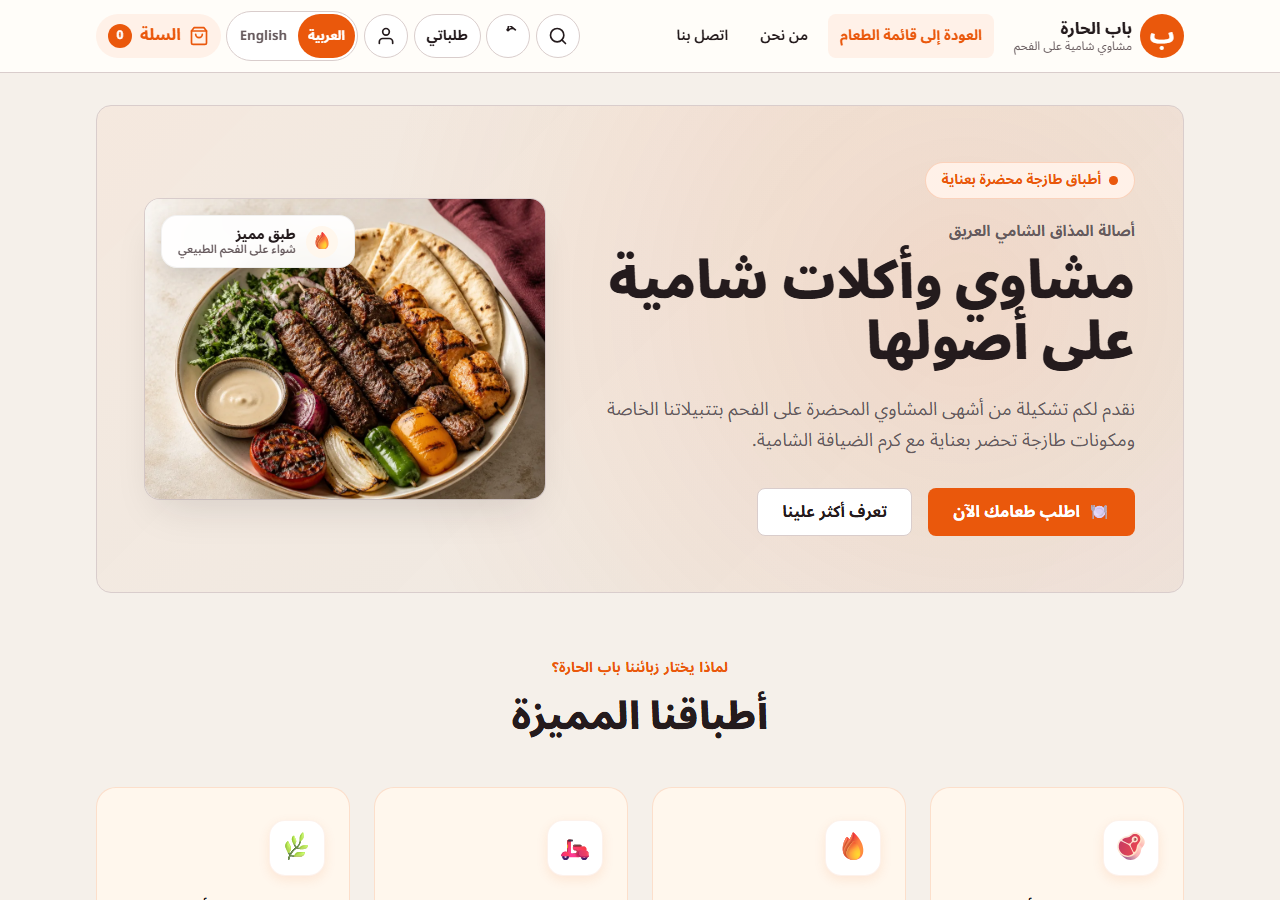 باب الحارة
مشاوي شامية على الفحم
العودة إلى قائمة الطعام
من نحن
اتصل بنا
طلباتي
العربية
English
السلة
0
أطباق طازجة محضرة بعناية
أصالة المذاق الشامي العريق
مشاوي وأكلات شامية
على أصولها
نقدم لكم تشكيلة من أشهى المشاوي المحضرة على الفحم بتتبيلاتنا الخاصة
ومكونات طازجة تحضر بعناية مع كرم الضيافة الشامية.
اطلب طعامك الآن
تعرف أكثر علينا
طبق مميز
شواء على الفحم الطبيعي
لماذا يختار زبائننا باب الحارة؟
أطباقنا المميزة